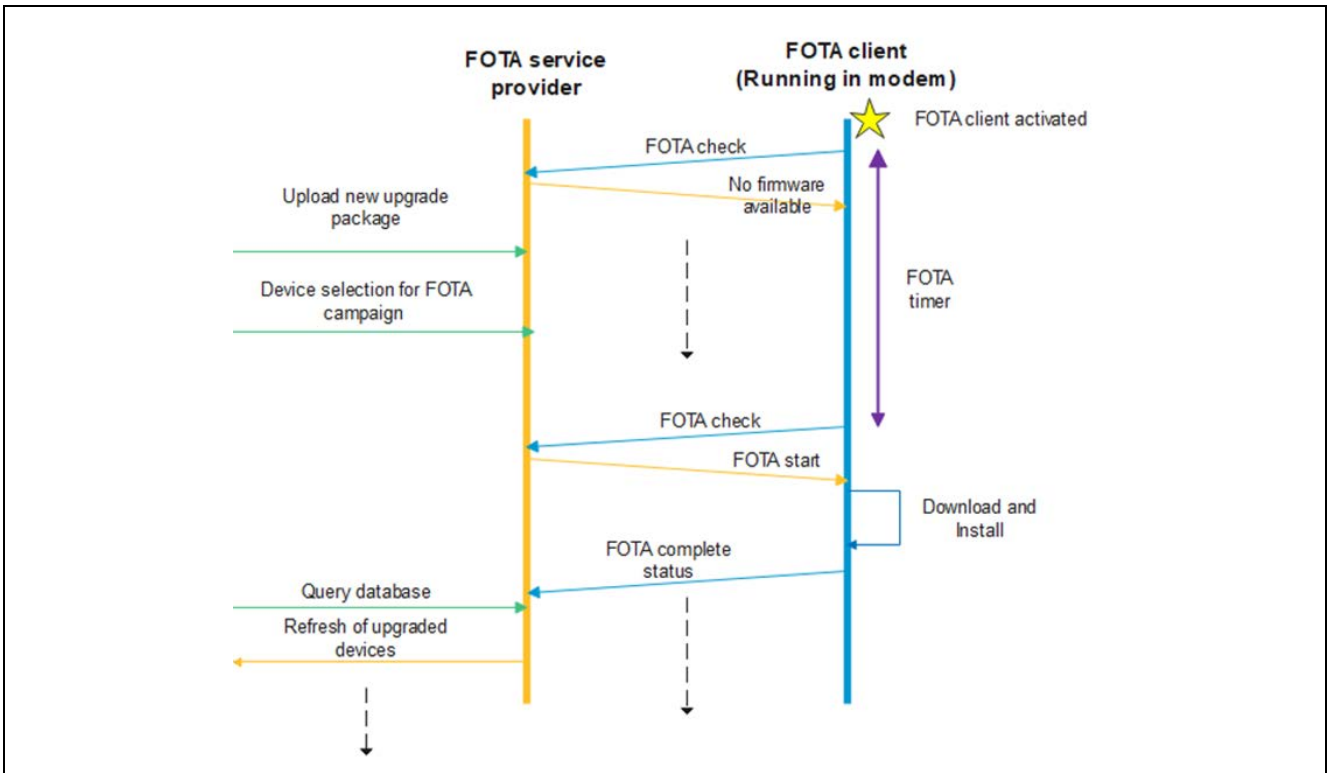 FOTA service
provider
FOTA client
(Running in modem)
FOTA client activated
FOTA check
No firmware
available
Upload new upgrade
package
Device selection for FOTA
campaign
FOTA
timer
FOTA check
FOTA start
Download and
Install
FOTA complete
status
Query database
Refresh of upgraded
devices